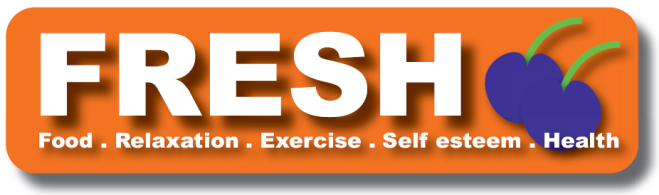 FRESH
Food . Relaxation . Exercise . Self esteem . Health